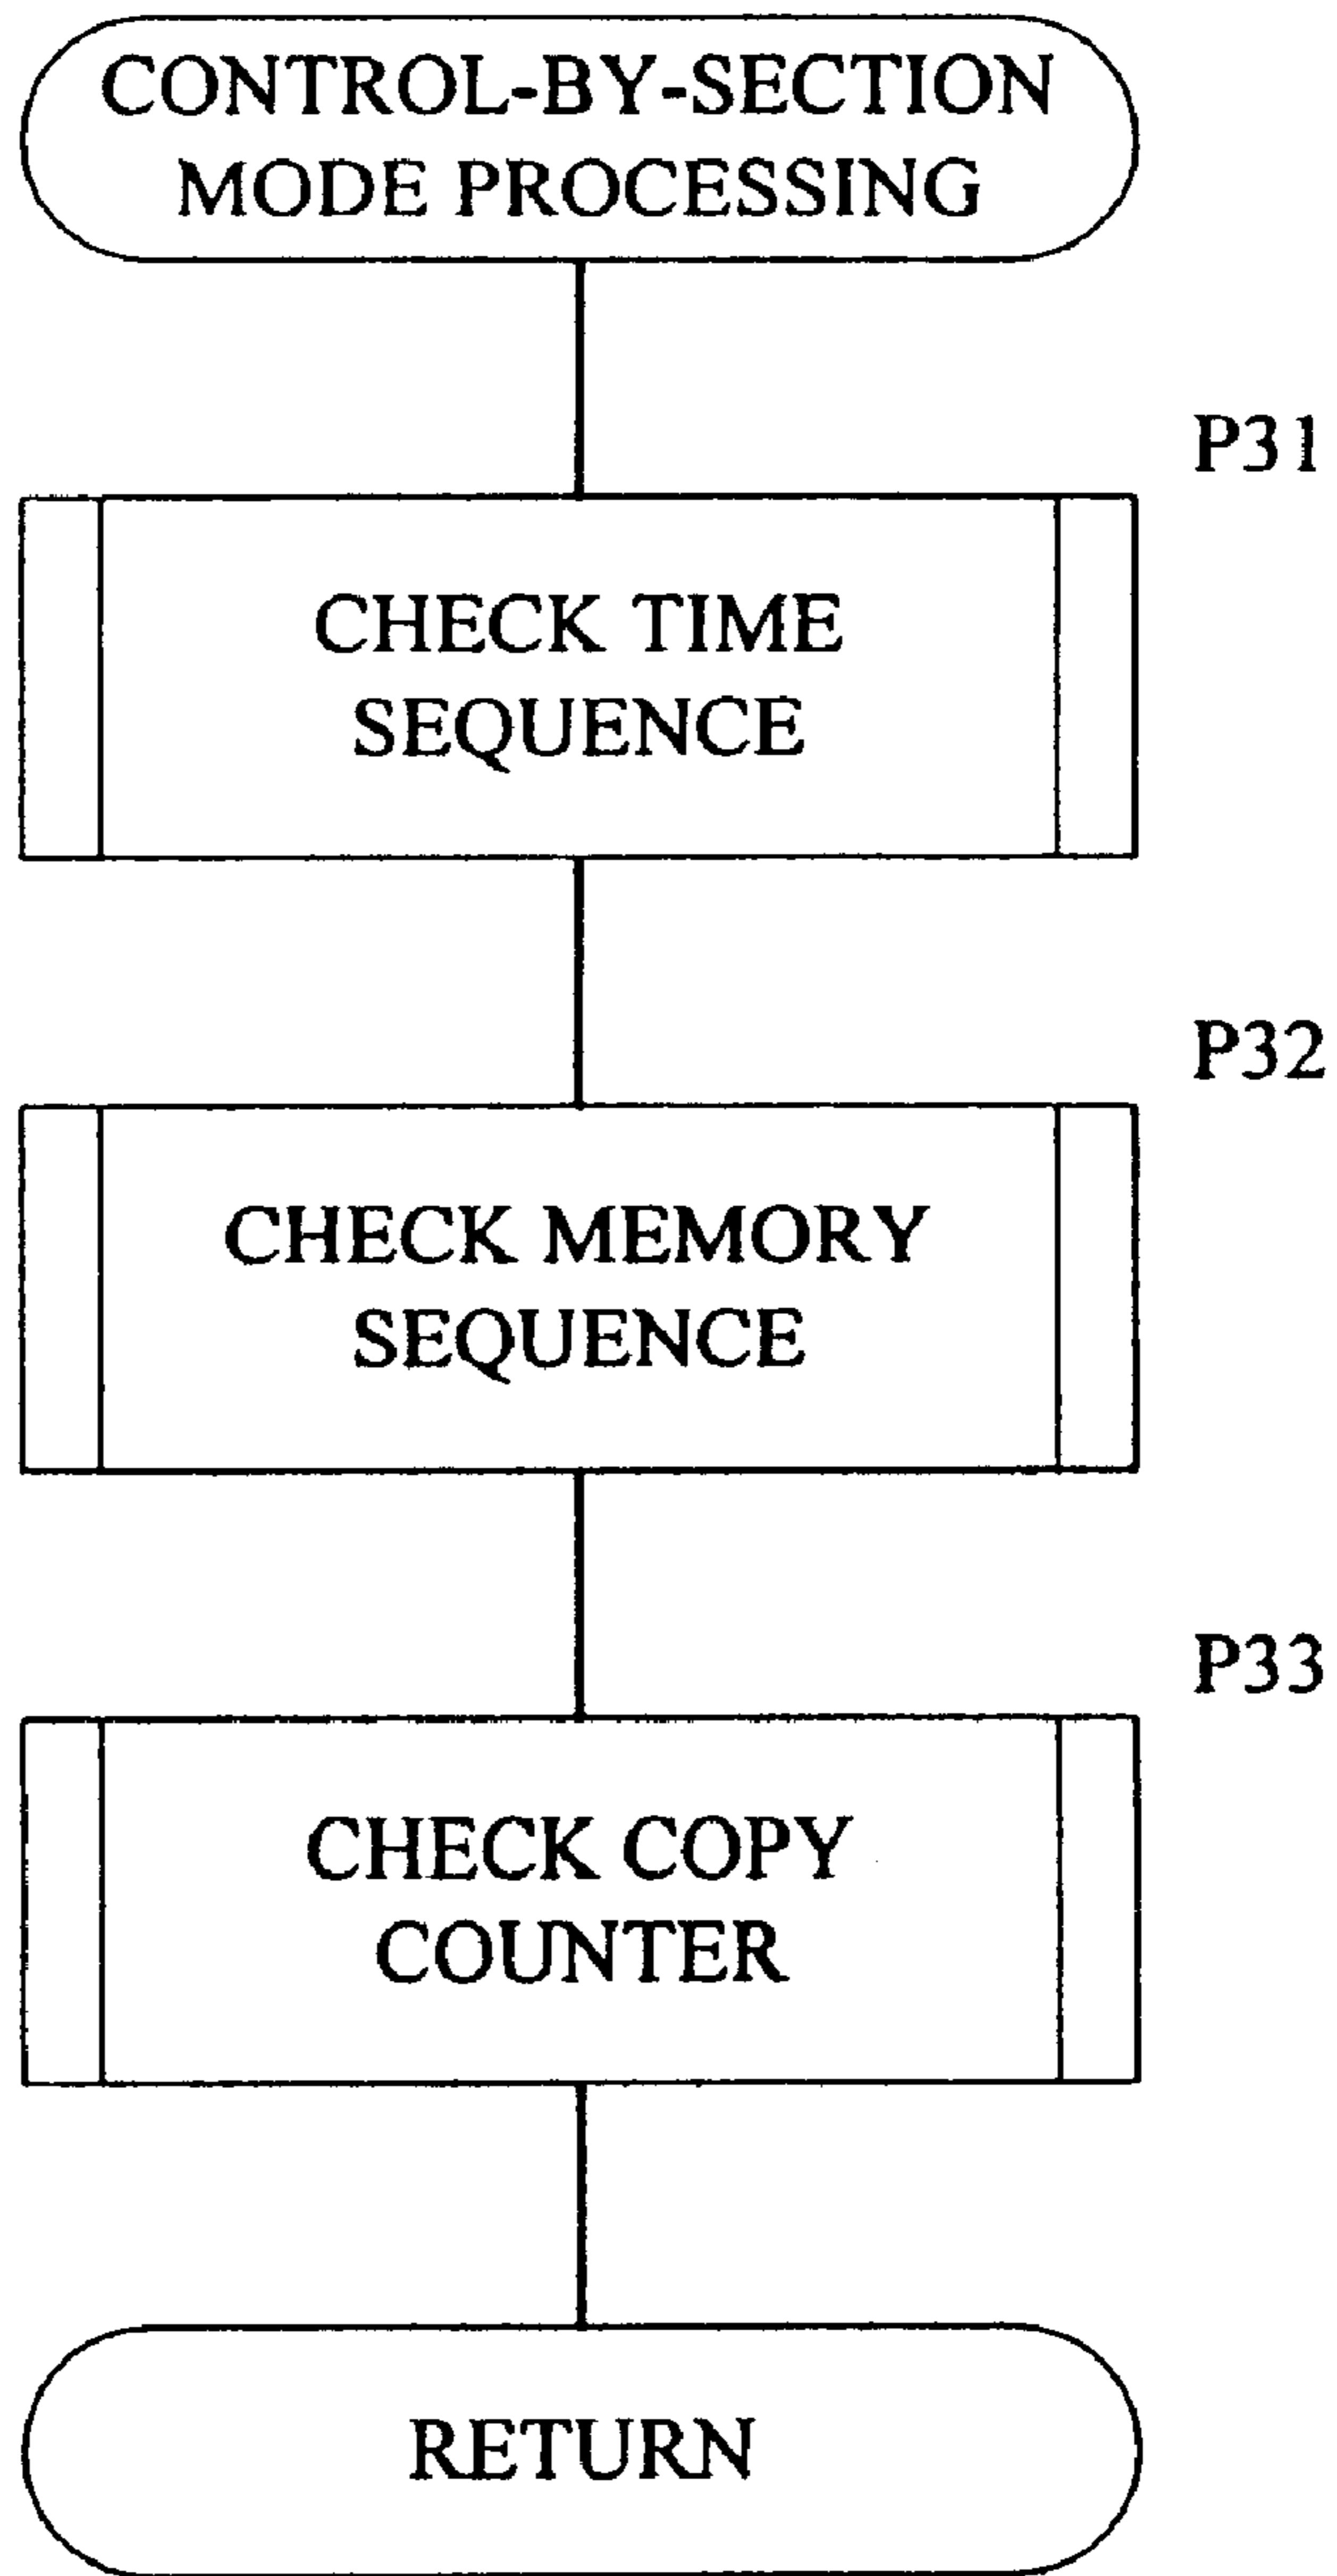 CONTROL-BY-SECTION
MODE PROCESSING
P31
CHECK TIME
SEQUENCE
P32
CHECK MEMORY
SEQUENCE
P33
CHECK COPY
COUNTER
RETURN